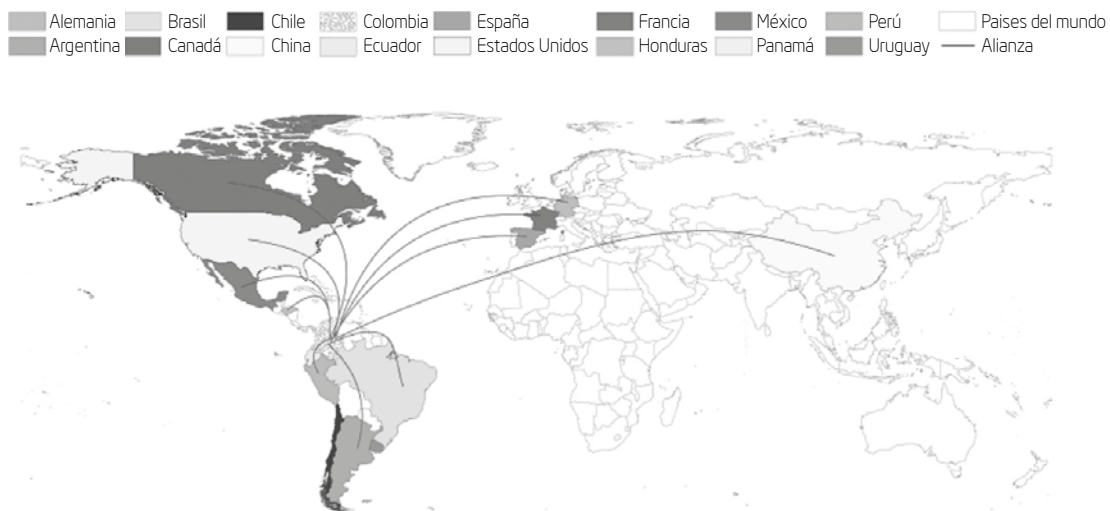 Alemania Brasil Chile Colombia España Francia México Perú Paises del mundo
Argentina Canadá China Ecuador Estados Unidos Honduras Panamá Uruguay Alianza